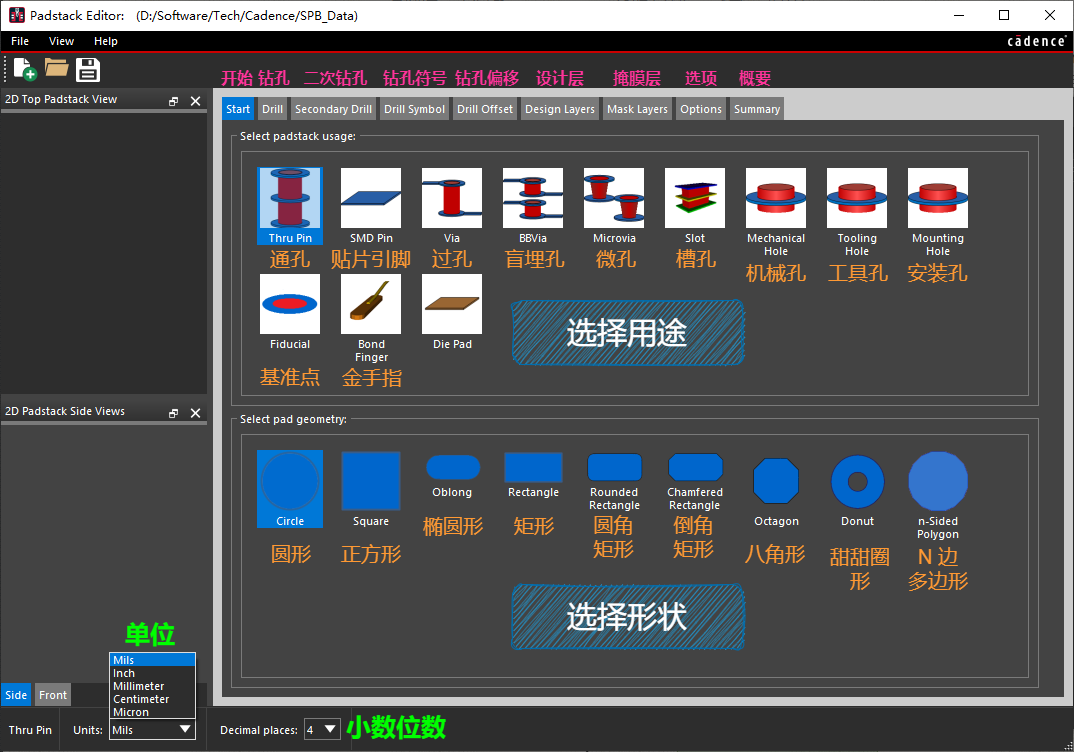 Padstack Editor: (D:/Software/Tech/Cadence/SPB_Data)
File View Help
cādence
开始 钻孔 二次钻孔 钻孔符号 钻孔偏移 设计层 掩膜层 选项 概要
2D Top Padstack View
Start Drill Secondary Drill Drill Symbol Drill Offset Design Layers Mask Layers Options Summary
Select padstack usage:
Thru Pin
SMD Pin
Via
BBVia
Microvia
Slot
Mechanical
Hole
Tooling
Hole
Mounting
Hole
通孔 贴片引脚 过孔 盲埋孔 微孔 槽孔 机械孔 工具孔 安装孔
Fiducial
Bond
Finger
Die Pad
基准点 金手指
选择用途
2D Padstack Side Views
Select pad geometry:
Circle
Square
Oblong
Rectangle
Rounded
Rectangle
Chamfered
Rectangle
Octagon
Donut
n-Sided
Polygon
圆形
正方形
椭圆形
矩形
圆角
矩形
倒角
矩形
八角形
甜甜圈
形
N 边
多边形
选择形状
单位
Mils
Inch
Millimeter
Centimeter
Micron
Side Front
Thru Pin Units: Mils Decimal places: 4 小数位数